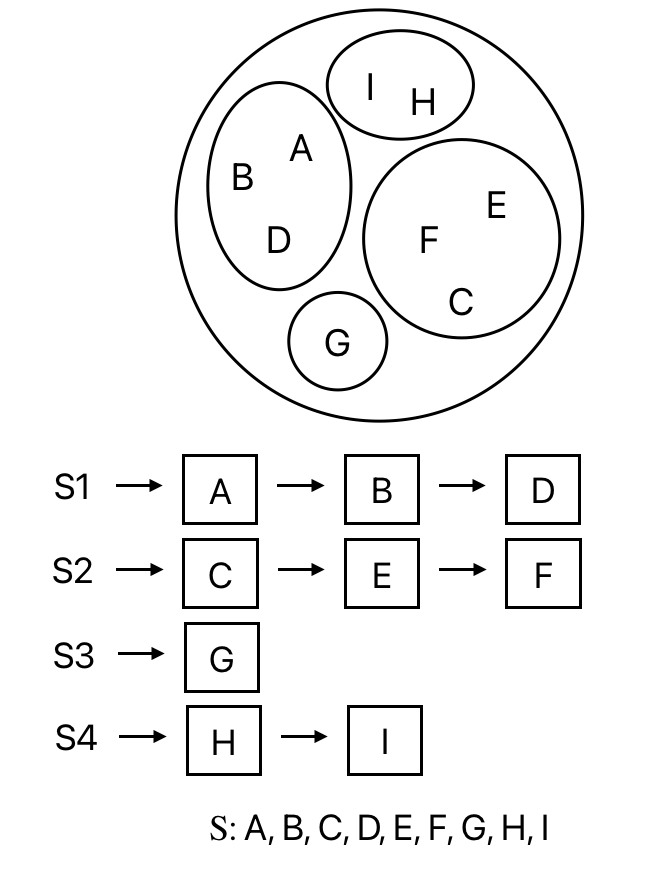 I H
A
B
E
F
D
C
G
S1 A B D
S2 C E F
S3 G
S4 H I
S: A, B, C, D, E, F, G, H, I